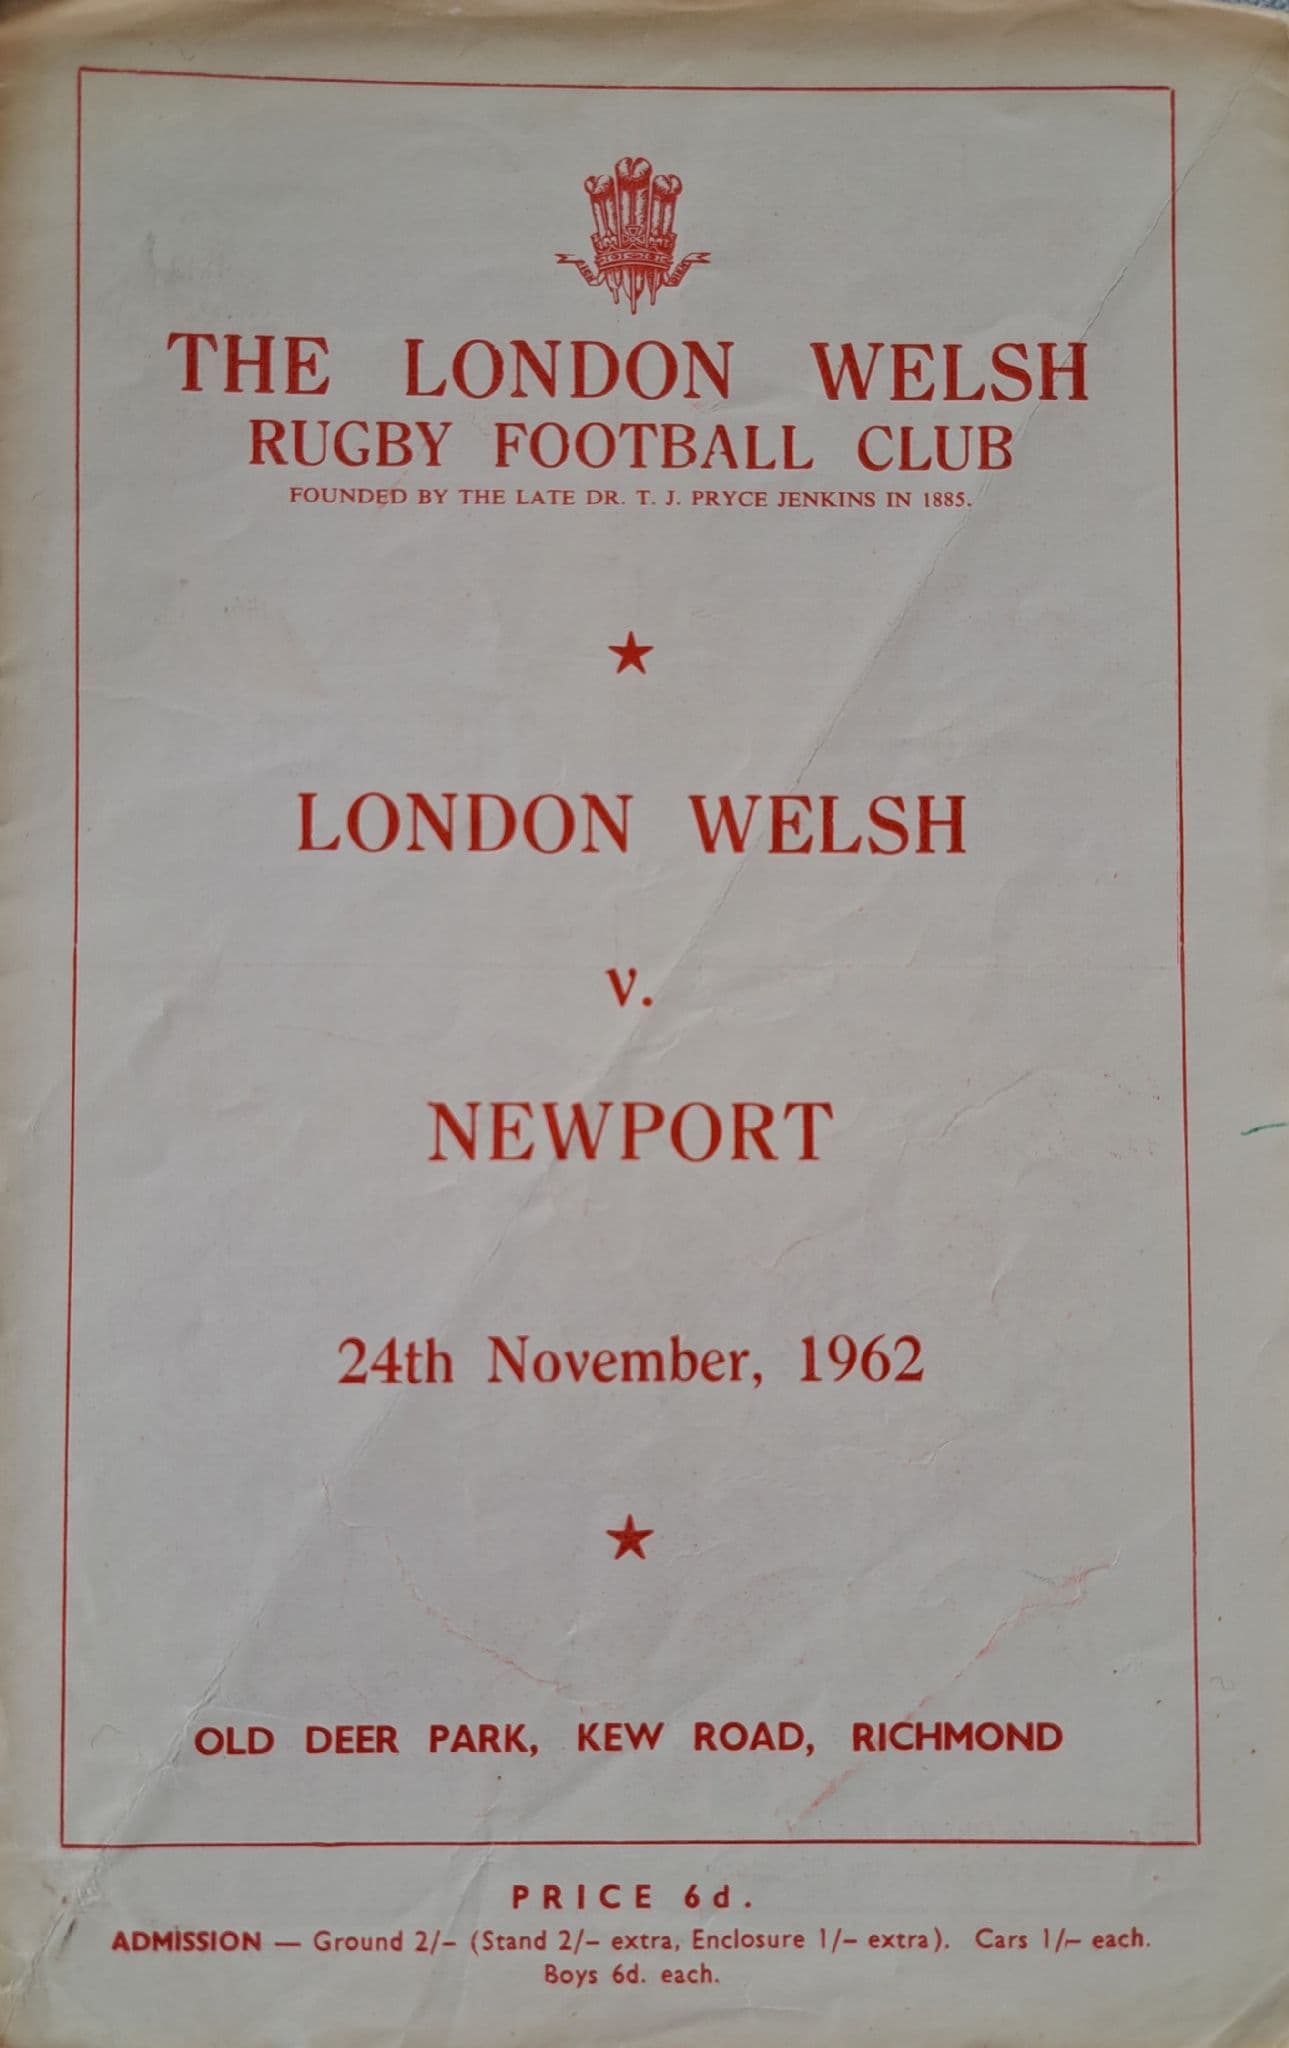 ICH DIEN
THE LONDON WELSH
RUGBY FOOTBALL CLUB
FOUNDED BY THE LATE DR. T. J. PRYCE JENKINS IN 1885.
LONDON WELSH
v.
NEWPORT
24th November, 1962
OLD DEER PARK, KEW ROAD, RICHMOND
PRICE 6d.
ADMISSION — Ground 2/– (Stand 2/– extra, Enclosure 1/– extra). Cars 1/– each.
Boys 6d. each.